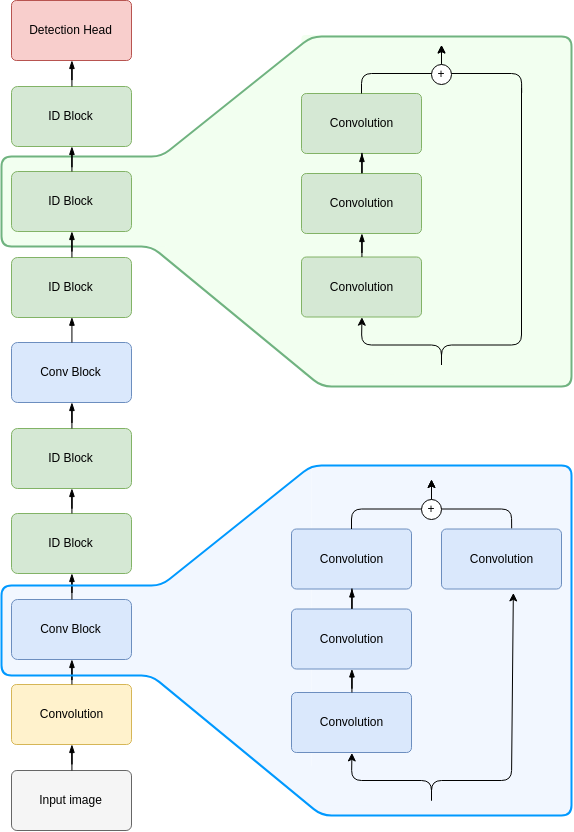 Detection Head
ID Block
ID Block
ID Block
Conv Block
ID Block
ID Block
Conv Block
Convolution
Input image
+
Convolution
Convolution
Convolution
+
Convolution
Convolution
Convolution
Convolution